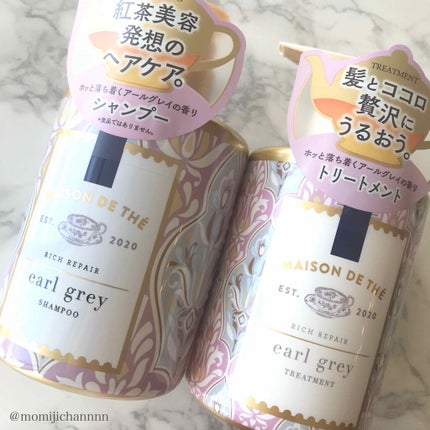 紅茶美容
発想の
ヘアケア。
ホッと落ち着くアールグレイの香り
シャンプー
*食品ではありません。
MAISON DE THÉ
EST. 2020
RICH REPAIR
earl grey
SHAMPOO
TREATMENT
髪とココロ
贅沢に
うるおう。
ホッと落ち着くアールグレイの香り
トリートメント
MAISON DE THÉ
EST. 2020
RICH REPAIR
earl grey
TREATMENT
@momijichannnn